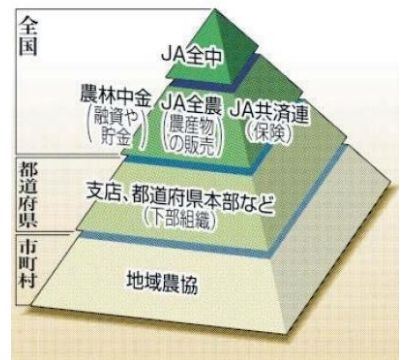 全国
JA全中
農林中金
(融資や
貯金)
JA全農
(農産物
の販売)
JA共済連
(保険)
都道府県
支店、都道府県本部など
(下部組織)
市町村
地域農協